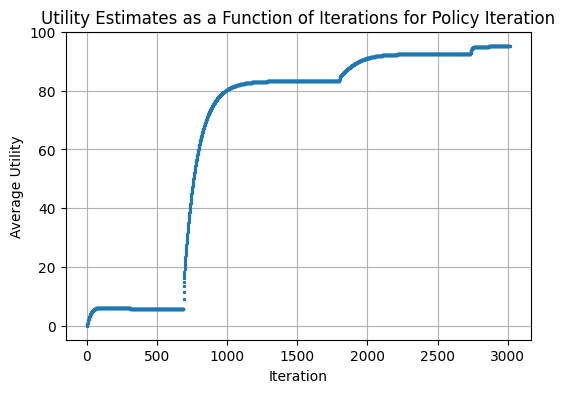 Utility Estimates as a Function of Iterations for Policy Iteration
100
80
60
40
20
0
Average Utility
0 500 1000 1500 2000 2500 3000
Iteration